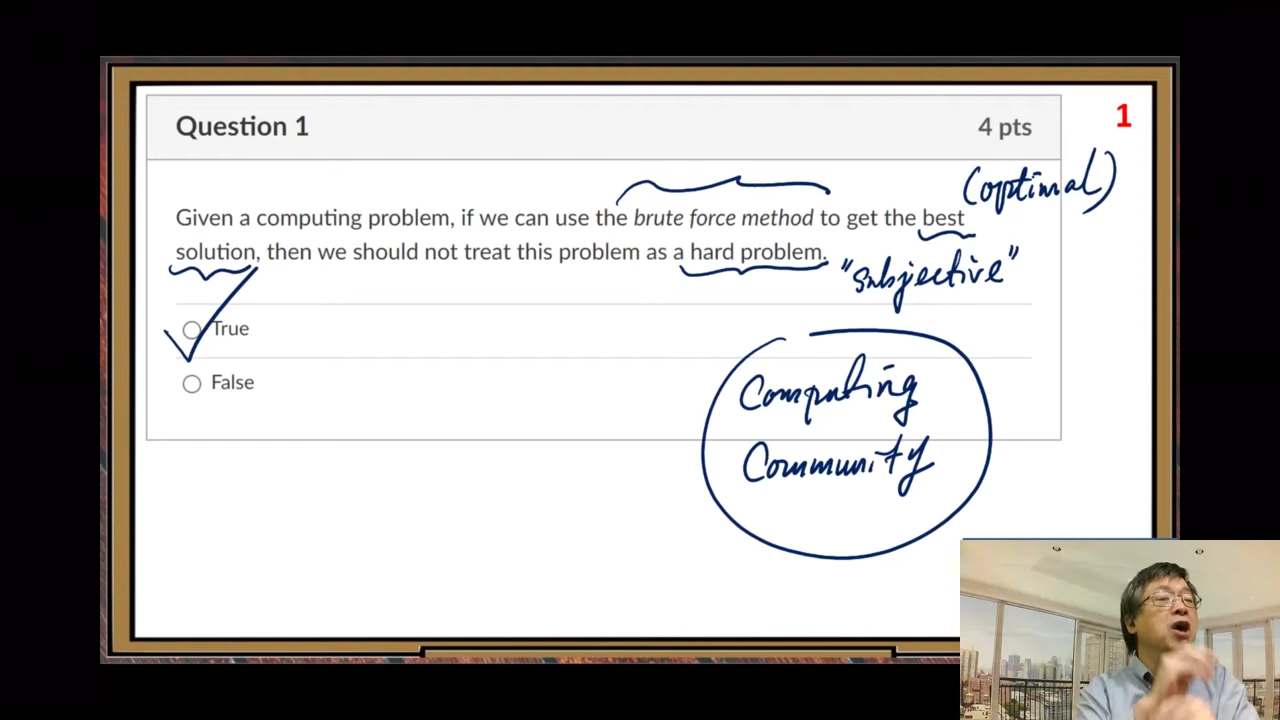 Question 1
4 pts
1
(optimal)
Given a computing problem, if we can use the brute force method to get the best
solution, then we should not treat this problem as a hard problem.
"subjective"
True
False
Computing
Community